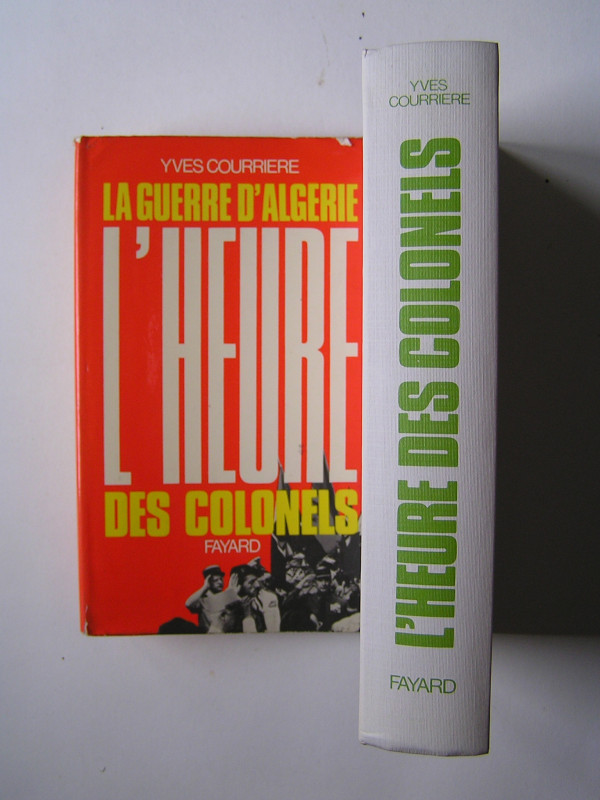 YVES COURRIERE
LA GUERRE D'ALGERIE
L'HEURE
DES COLONELS
FAYARD
YVES
COURRIERE
L'HEURE DES COLONELS
FAYARD